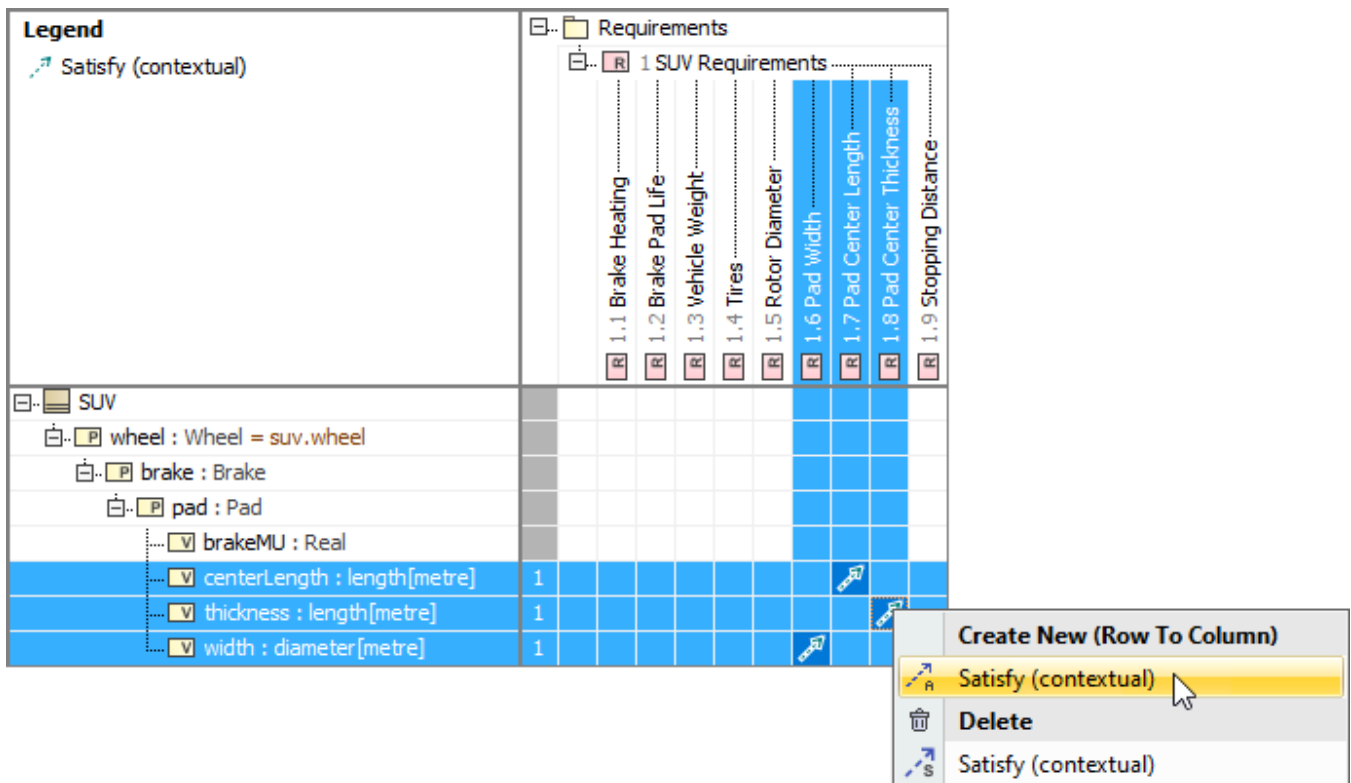 Legend
Satisfy (contextual)
Requirements
R 1 SUV Requirements
R 1.1 Brake Heating
R 1.2 Brake Pad Life
R 1.3 Vehicle Weight
R 1.4 Tires
R 1.5 Rotor Diameter
R 1.6 Pad Width
R 1.7 Pad Center Length
R 1.8 Pad Center Thickness
R 1.9 Stopping Distance
SUV
P wheel : Wheel = suv.wheel
P brake : Brake
P pad : Pad
V brakeMU : Real
V centerLength : length[metre] 1
V thickness : length[metre] 1
V width : diameter[metre] 1
Create New (Row To Column)
A Satisfy (contextual)
Delete
S Satisfy (contextual)